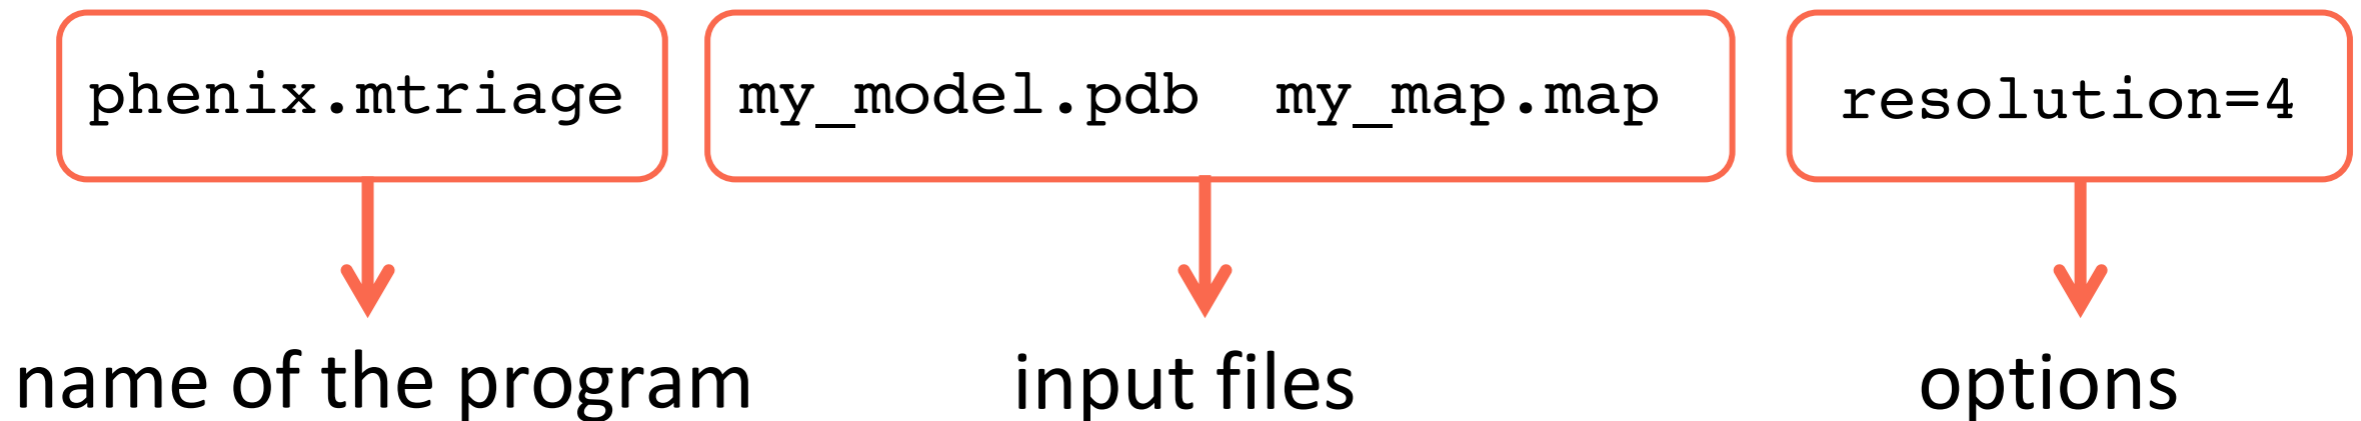 phenix.mtriage my_model.pdb my_map.map resolution=4
name of the program input files options